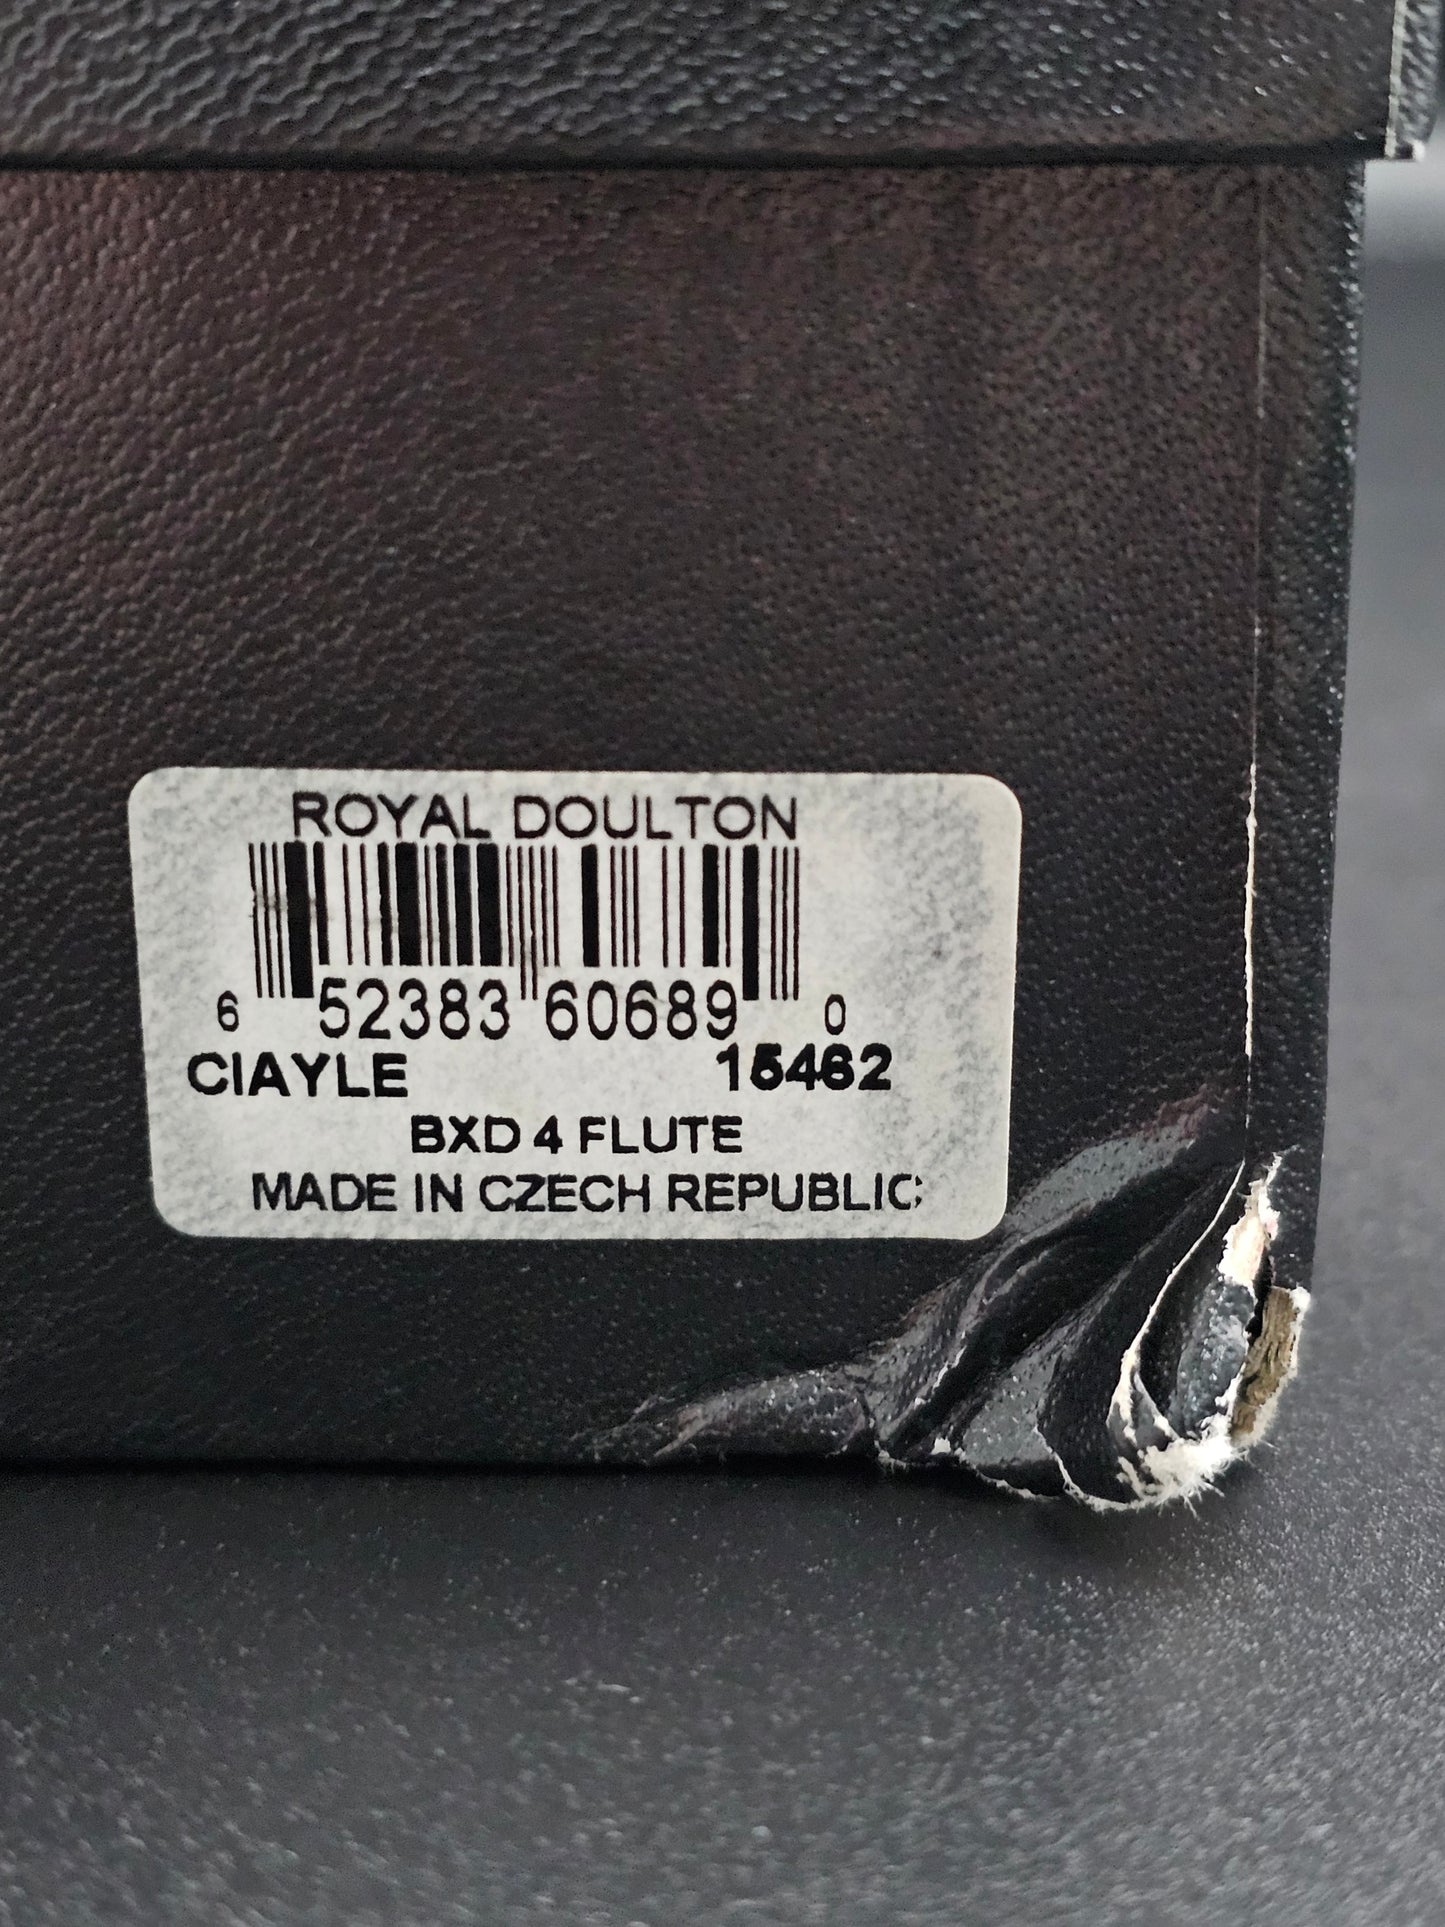 ROYAL DOULTON
6 52383 60689 0
CIAYLE 15462
BXD 4 FLUTE
MADE IN CZECH REPUBLIC